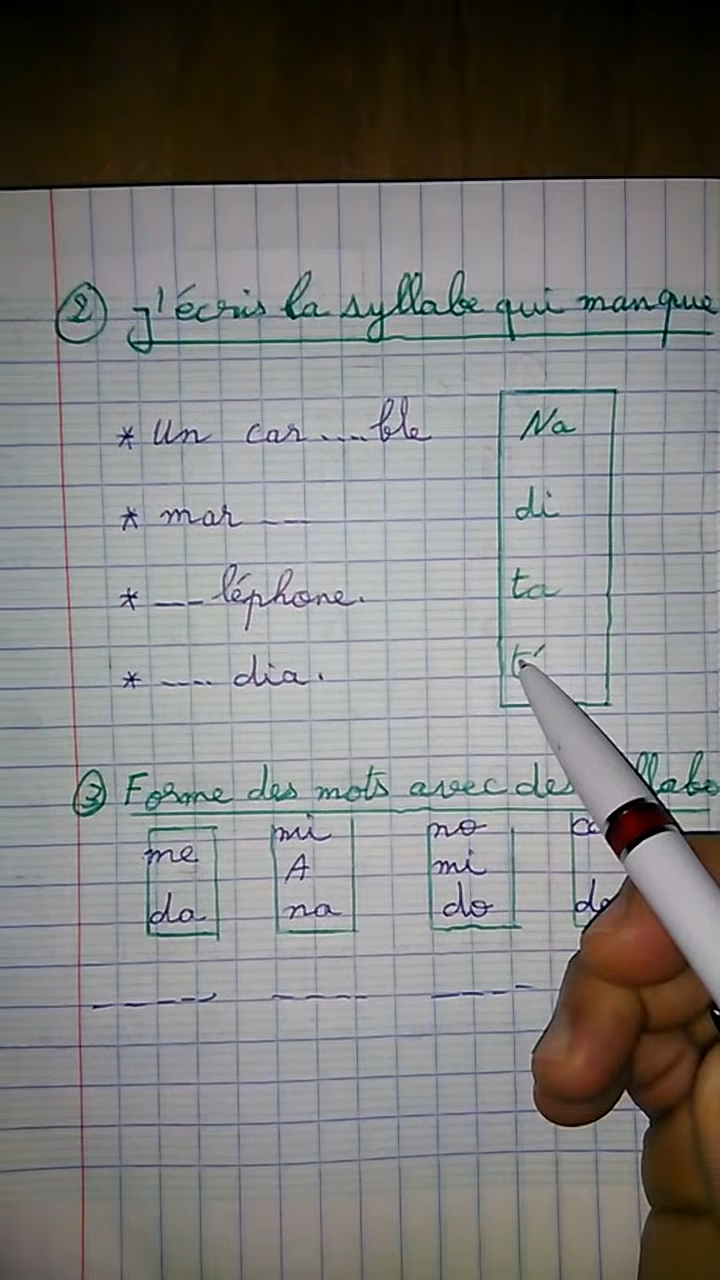 ② J'écris la syllabe qui manque
* Un car ....ble Na
* mar --- di
* --- léphone. ta
* ---- dia. té
③ Forme des mots avec des
me mi no
A mi
da na do